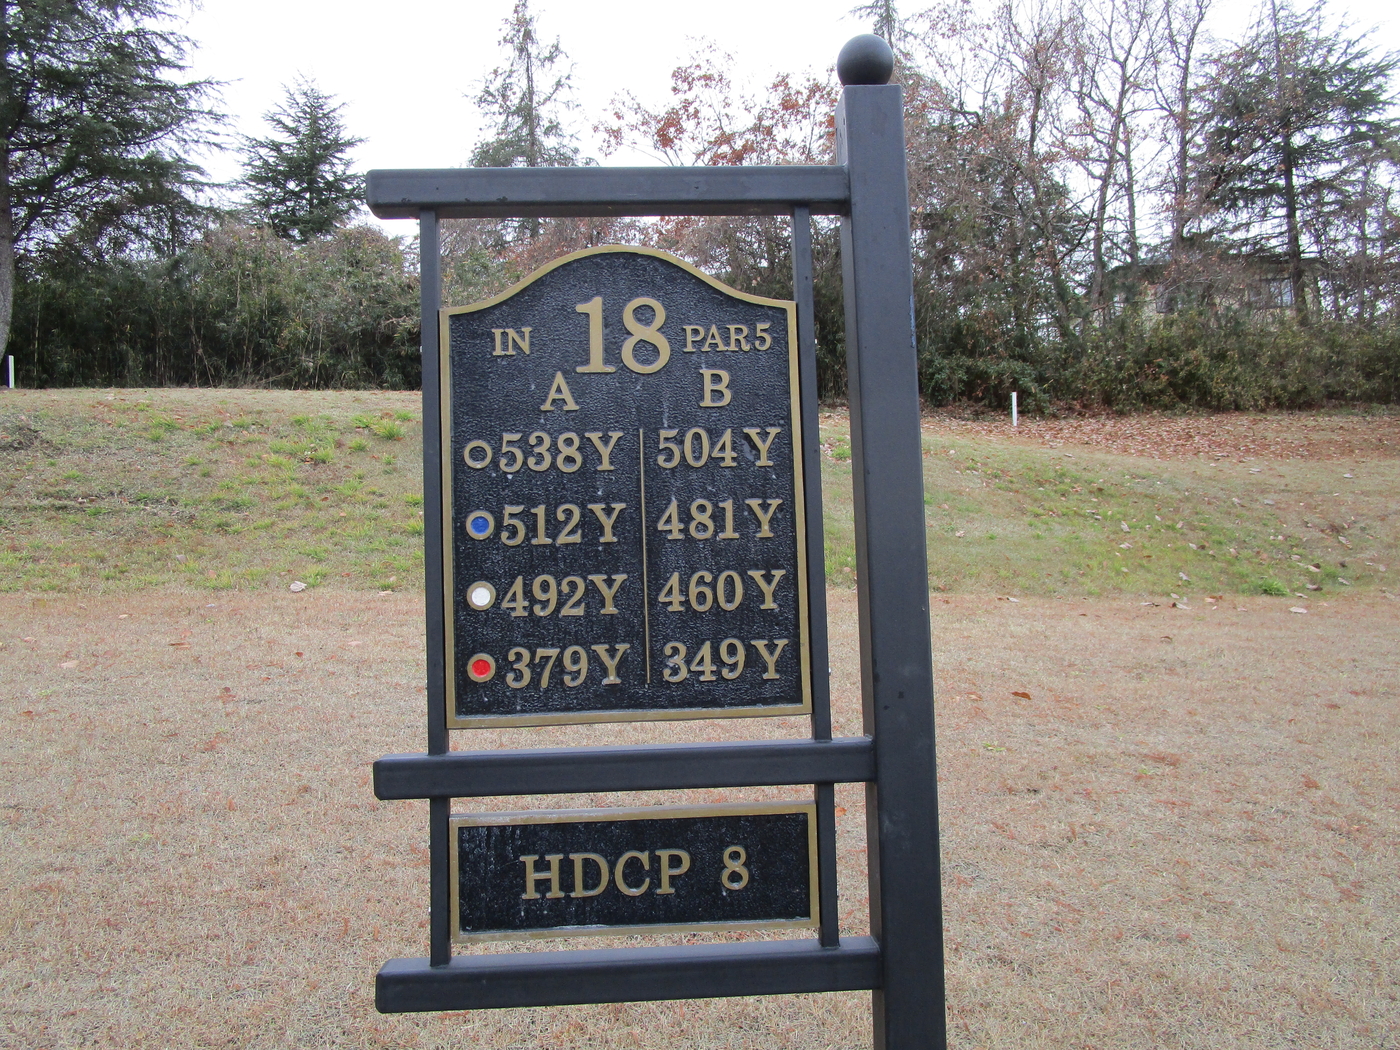 IN 18 PAR5
A B
538Y 504Y
512Y 481Y
492Y 460Y
379Y 349Y
HDCP 8